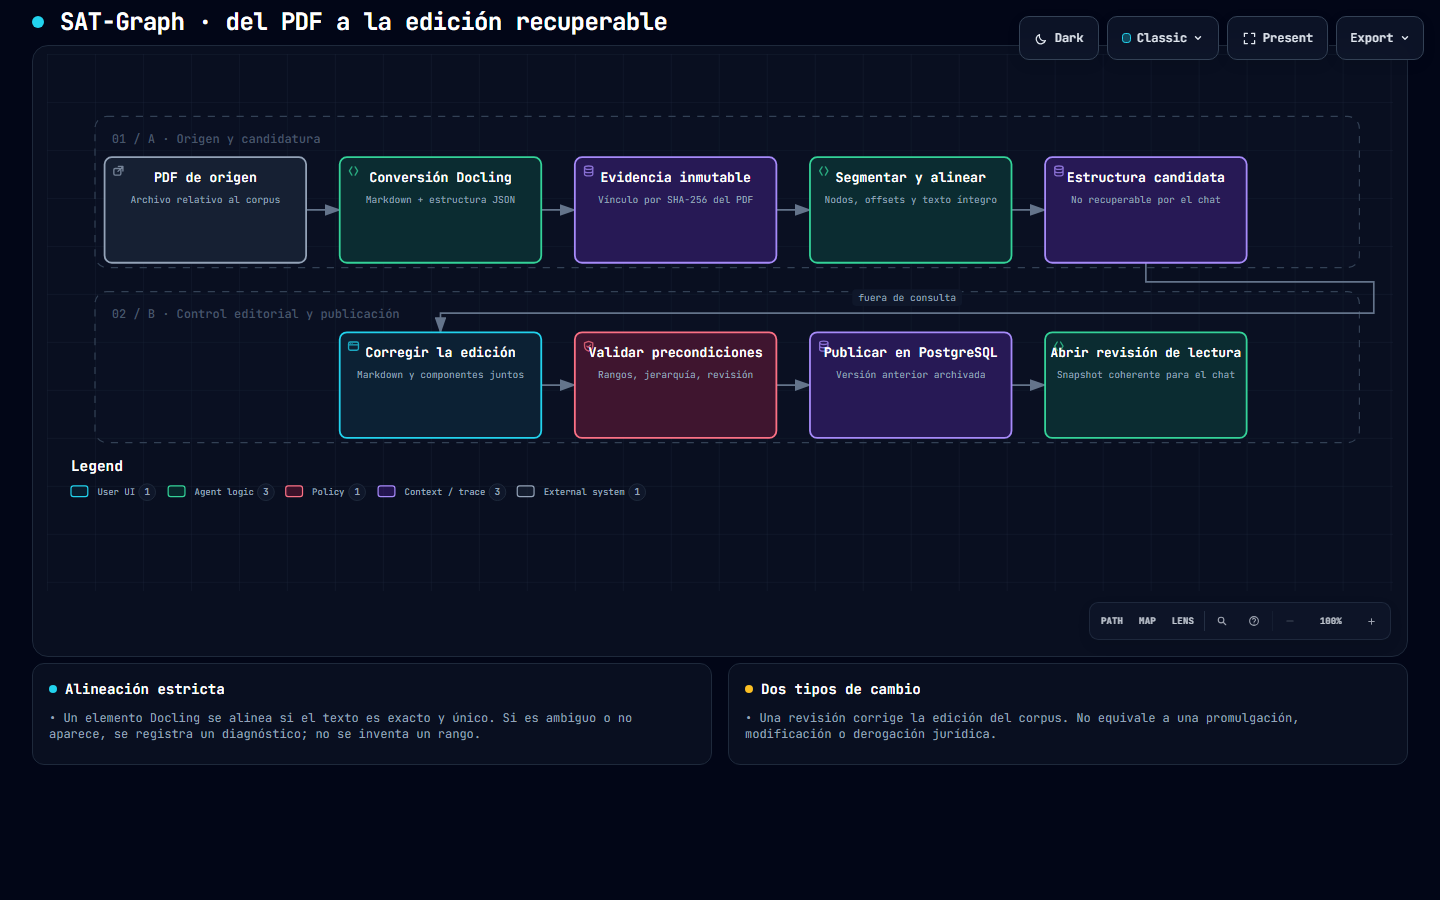 SAT-Graph · del PDF a la edición recuperable
Dark
Classic
Present
Export
01 / A · Origen y candidatura
PDF de origen
Archivo relativo al corpus
Conversión Docling
Markdown + estructura JSON
Evidencia inmutable
Vínculo por SHA-256 del PDF
Segmentar y alinear
Nodos, offsets y texto íntegro
Estructura candidata
No recuperable por el chat
fuera de consulta
02 / B · Control editorial y publicación
Corregir la edición
Markdown y componentes juntos
Validar precondiciones
Rangos, jerarquía, revisión
Publicar en PostgreSQL
Versión anterior archivada
Abrir revisión de lectura
Snapshot coherente para el chat
Legend
User UI 1
Agent logic 3
Policy 1
Context / trace 3
External system 1
PATH
MAP
LENS
100%
Alineación estricta
• Un elemento Docling se alinea si el texto es exacto y único. Si es ambiguo o no
aparece, se registra un diagnóstico; no se inventa un rango.
Dos tipos de cambio
• Una revisión corrige la edición del corpus. No equivale a una promulgación,
modificación o derogación jurídica.